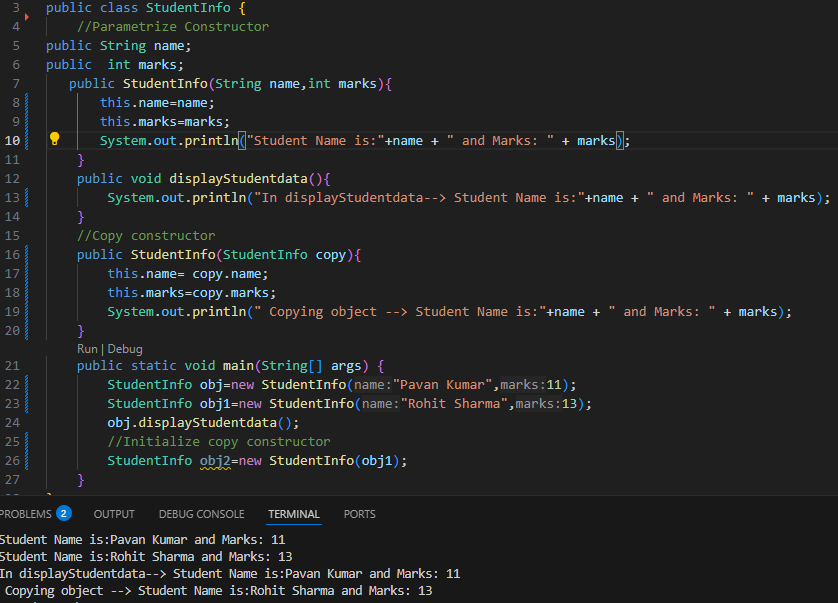 3 public class StudentInfo {
4 //Parametrize Constructor
5 public String name;
6 public  int marks;
7 public StudentInfo(String name,int marks){
8 this.name=name;
9 this.marks=marks;
10 System.out.println("Student Name is:"+name + " and Marks: " + marks);
11 }
12 public void displayStudentdata(){
13 System.out.println("In displayStudentdata--> Student Name is:"+name + " and Marks: " + marks);
14 }
15 //Copy constructor
16 public StudentInfo(StudentInfo copy){
17 this.name= copy.name;
18 this.marks=copy.marks;
19 System.out.println(" Copying object --> Student Name is:"+name + " and Marks: " + marks);
20 }
Run | Debug
21 public static void main(String[] args) {
22 StudentInfo obj=new StudentInfo(name:"Pavan Kumar",marks:11);
23 StudentInfo obj1=new StudentInfo(name:"Rohit Sharma",marks:13);
24 obj.displayStudentdata();
25 //Initialize copy constructor
26 StudentInfo obj2=new StudentInfo(obj1);
27 }
PROBLEMS 2 OUTPUT DEBUG CONSOLE TERMINAL PORTS
Student Name is:Pavan Kumar and Marks: 11
Student Name is:Rohit Sharma and Marks: 13
In displayStudentdata--> Student Name is:Pavan Kumar and Marks: 11
Copying object --> Student Name is:Rohit Sharma and Marks: 13